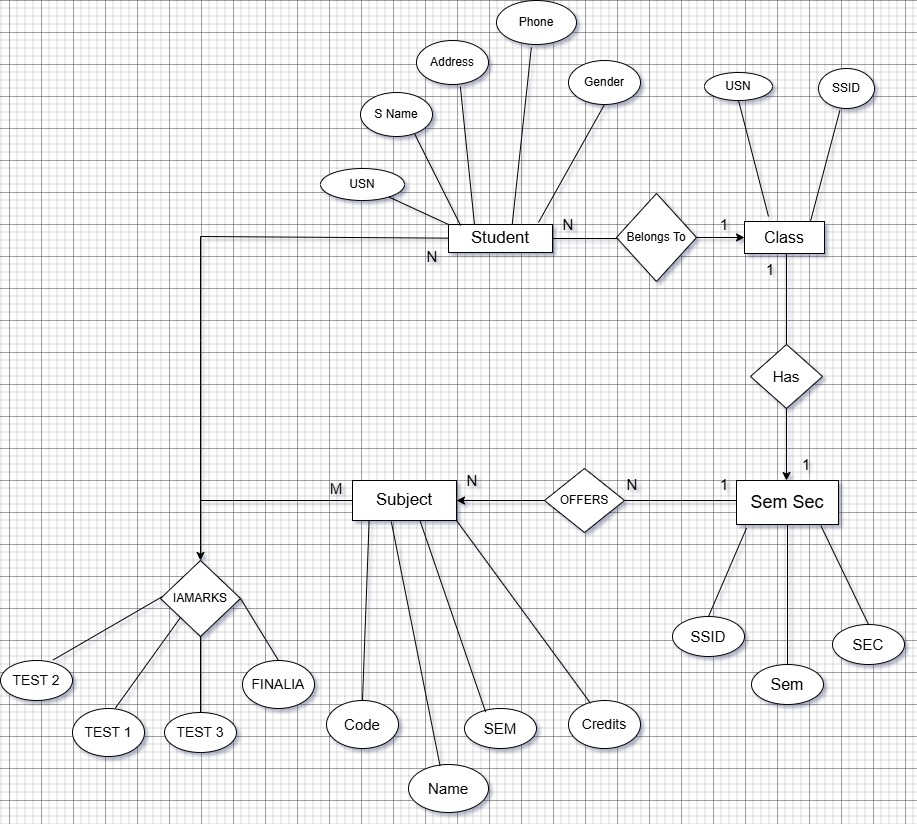 Phone
Address
Gender
USN
SSID
S Name
USN
Student
N
Belongs To
1
Class
N
1
Has
1
M
Subject
N
OFFERS
N
1
Sem Sec
IAMARKS
SSID
SEC
TEST 2
FINALIA
Sem
TEST 1
TEST 3
Code
SEM
Credits
Name